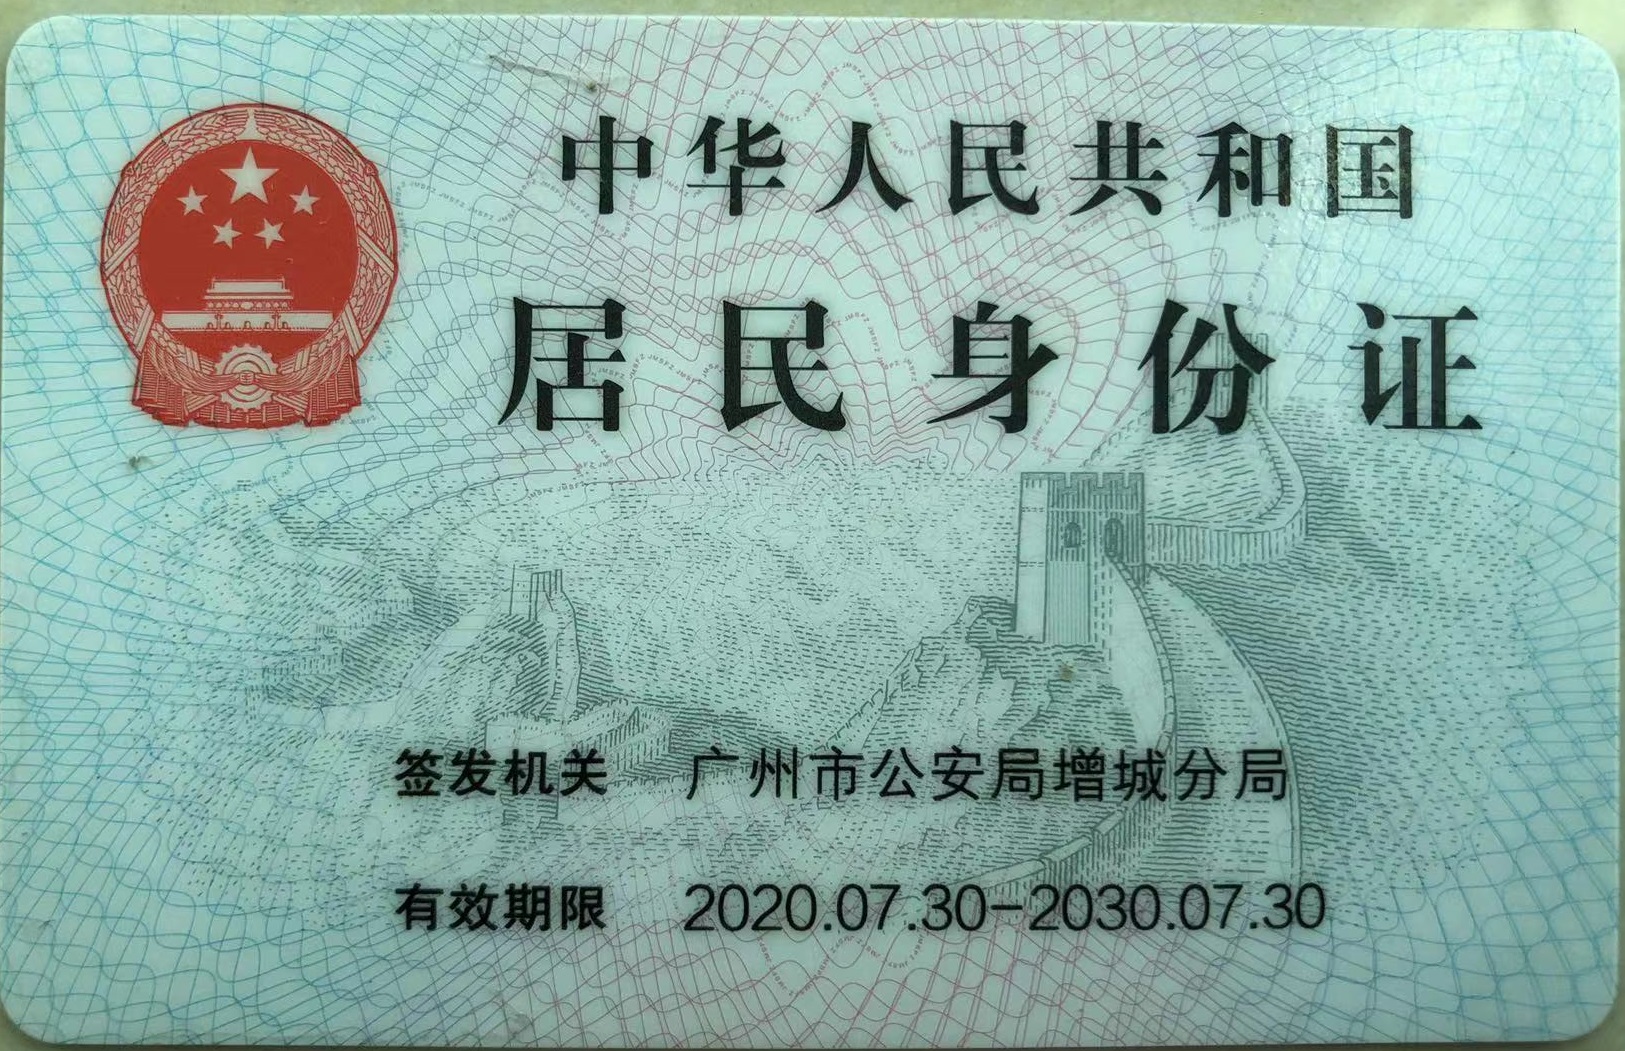 中华人民共和国
居民身份证
签发机关 广州市公安局增城分局
有效期限 2020.07.30-2030.07.30